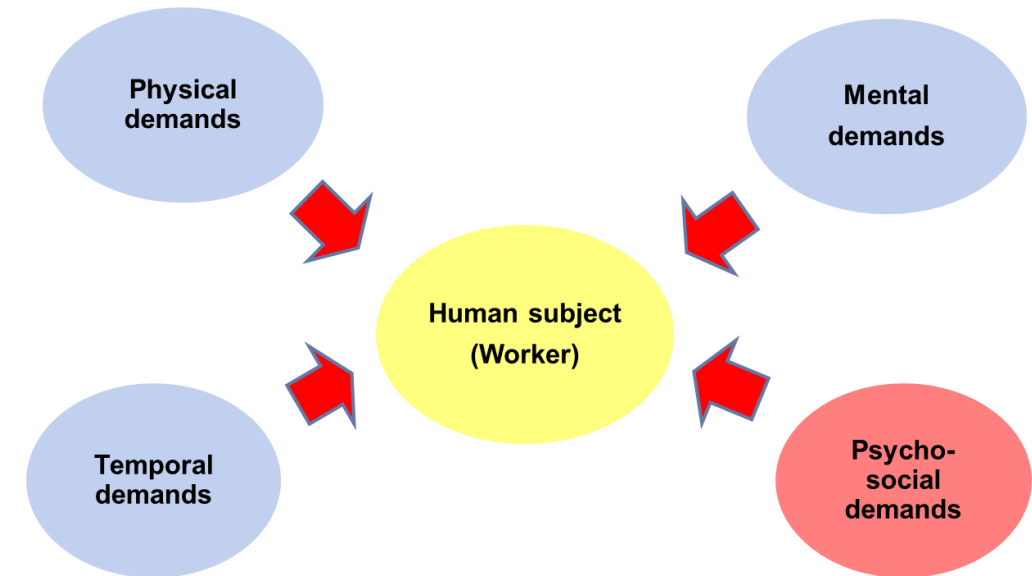 Physical
demands
Mental
demands
Human subject
(Worker)
Temporal
demands
Psycho-
social
demands